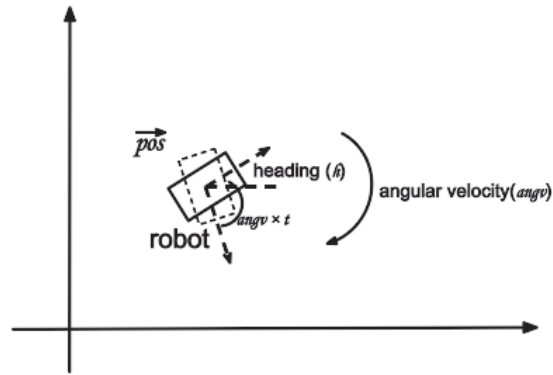 pos
heading (h)
angular velocity(angv)
angv × t
robot